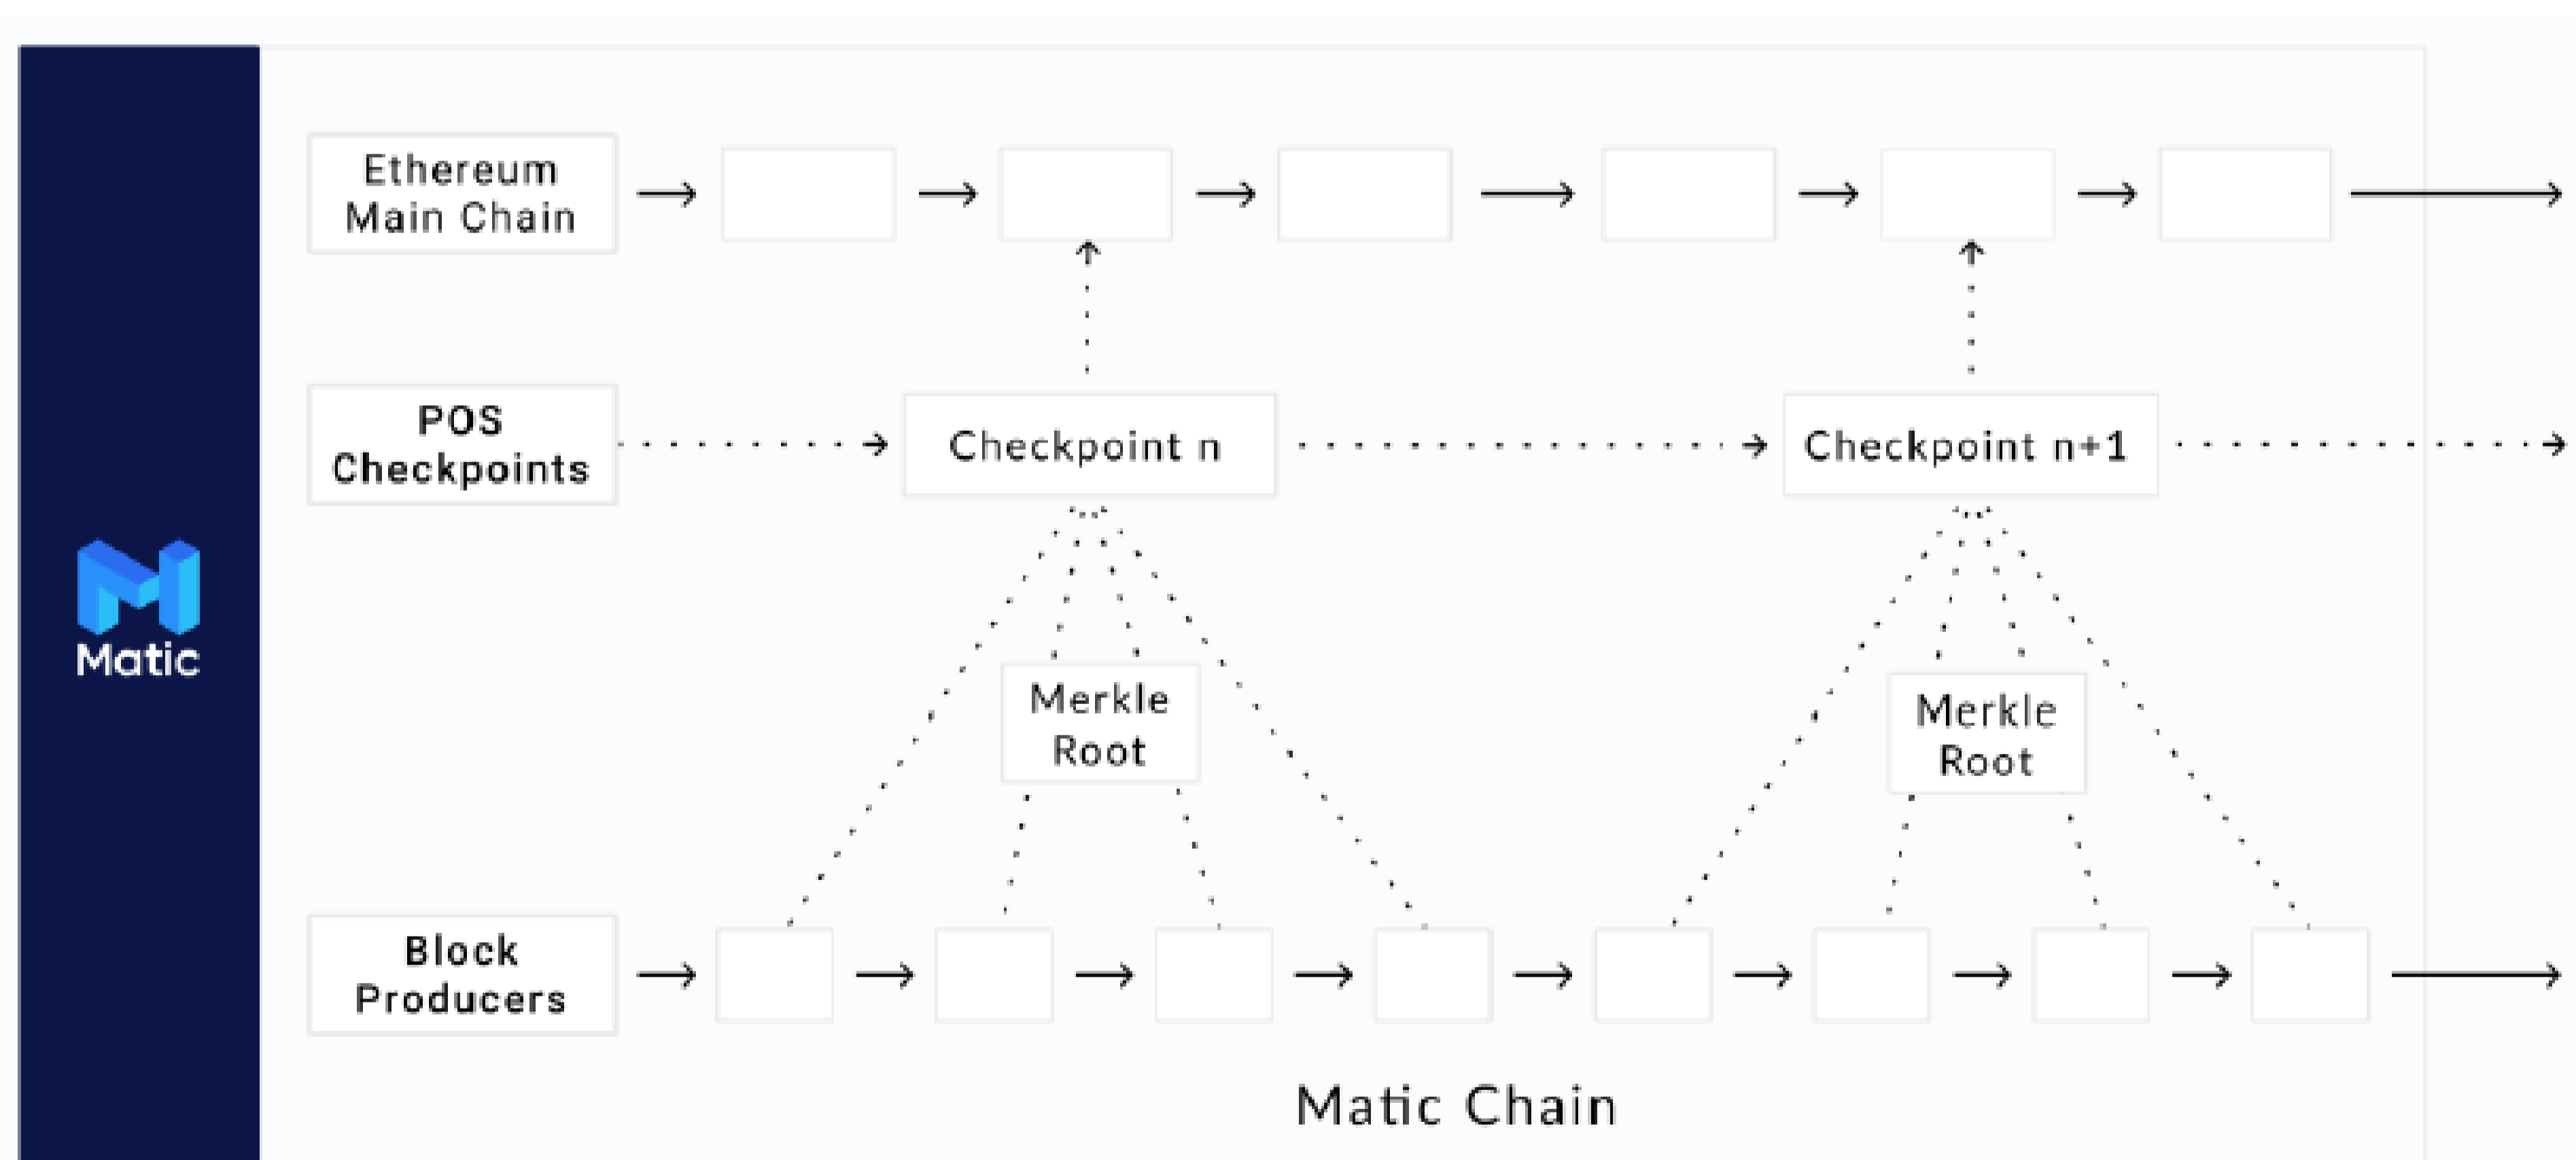 Ethereum
Main Chain
POS
Checkpoints
Checkpoint n
Checkpoint n+1
Matic
Merkle
Root
Merkle
Root
Block
Producers
Matic Chain